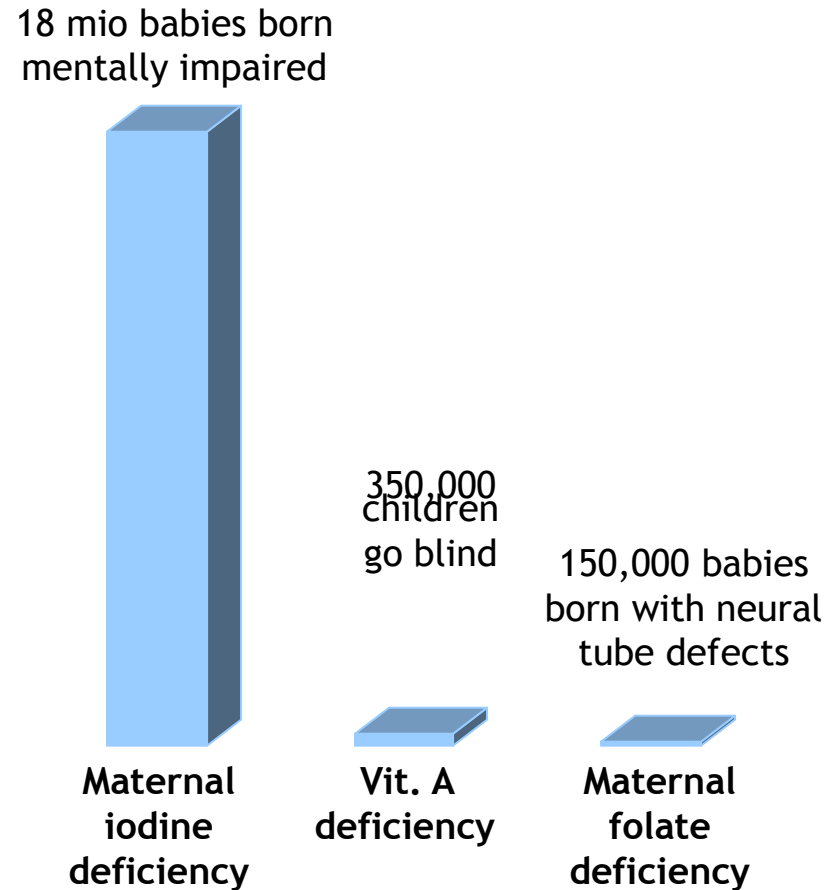 18 mio babies born
mentally impaired
350,000
children
go blind
150,000 babies
born with neural
tube defects
Maternal
iodine
deficiency
Vit. A
deficiency
Maternal
folate
deficiency